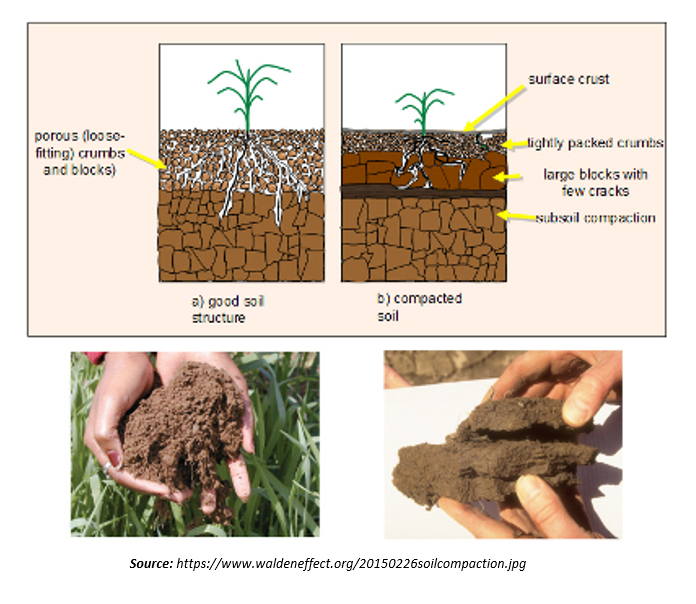 surface crust
porous (loose-
fitting) crumbs
and blocks)
tightly packed crumbs
large blocks with
few cracks
subsoil compaction
a) good soil
structure
b) compacted
soil
Source: https://www.waldeneffect.org/20150226soilcompaction.jpg